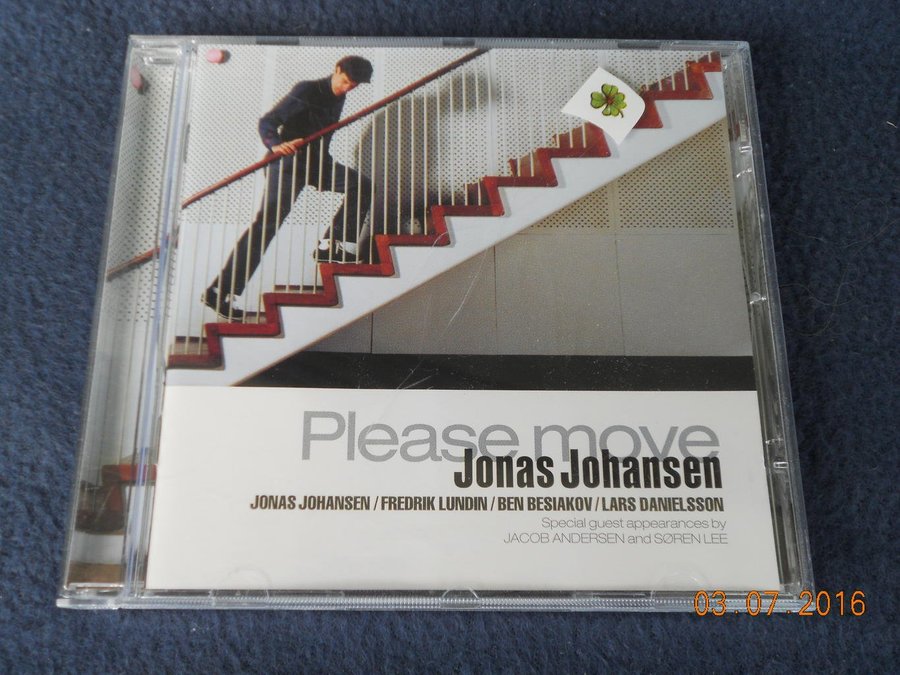 Please move
Jonas Johansen
JONAS JOHANSEN / FREDRIK LUNDIN / BEN BESIAKOV / LARS DANIELSSON
Special guest appearances by
JACOB ANDERSEN and SØREN LEE
03.07.2016